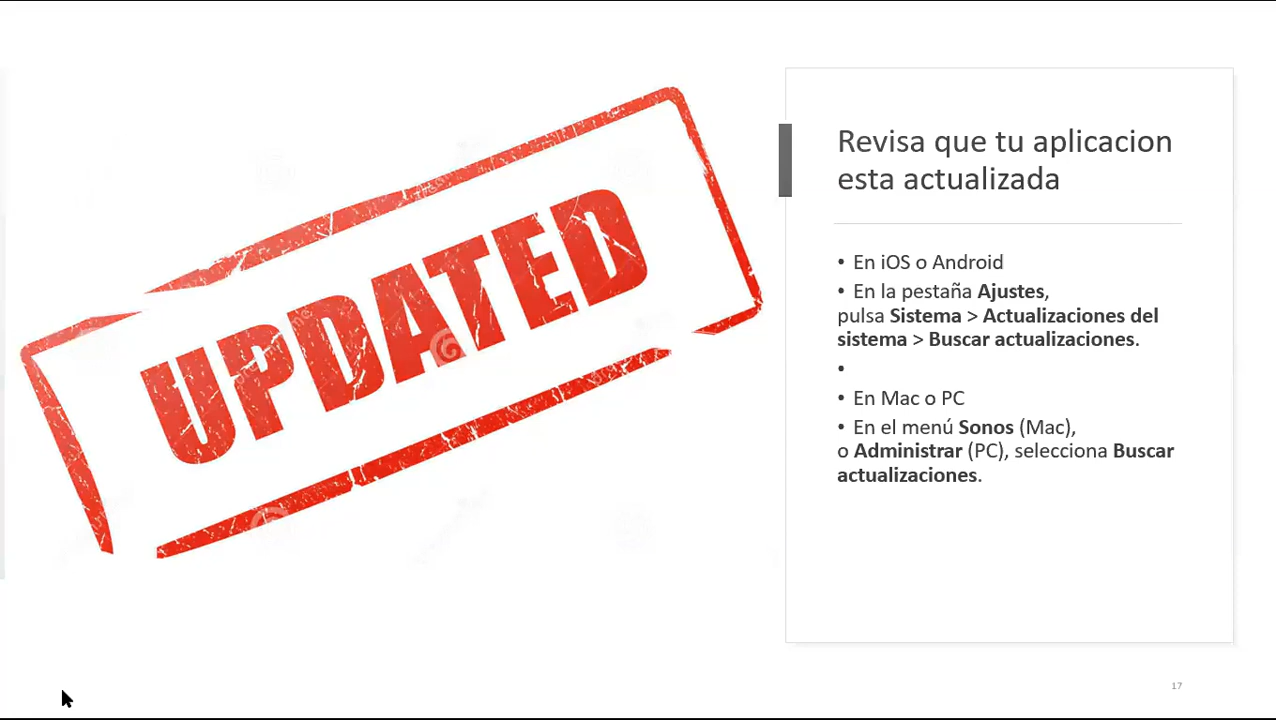 UPDATED
Revisa que tu aplicacion
esta actualizada
• En iOS o Android
• En la pestaña Ajustes,
pulsa Sistema > Actualizaciones del
sistema > Buscar actualizaciones.
•
• En Mac o PC
• En el menú Sonos (Mac),
o Administrar (PC), selecciona Buscar
actualizaciones.
17